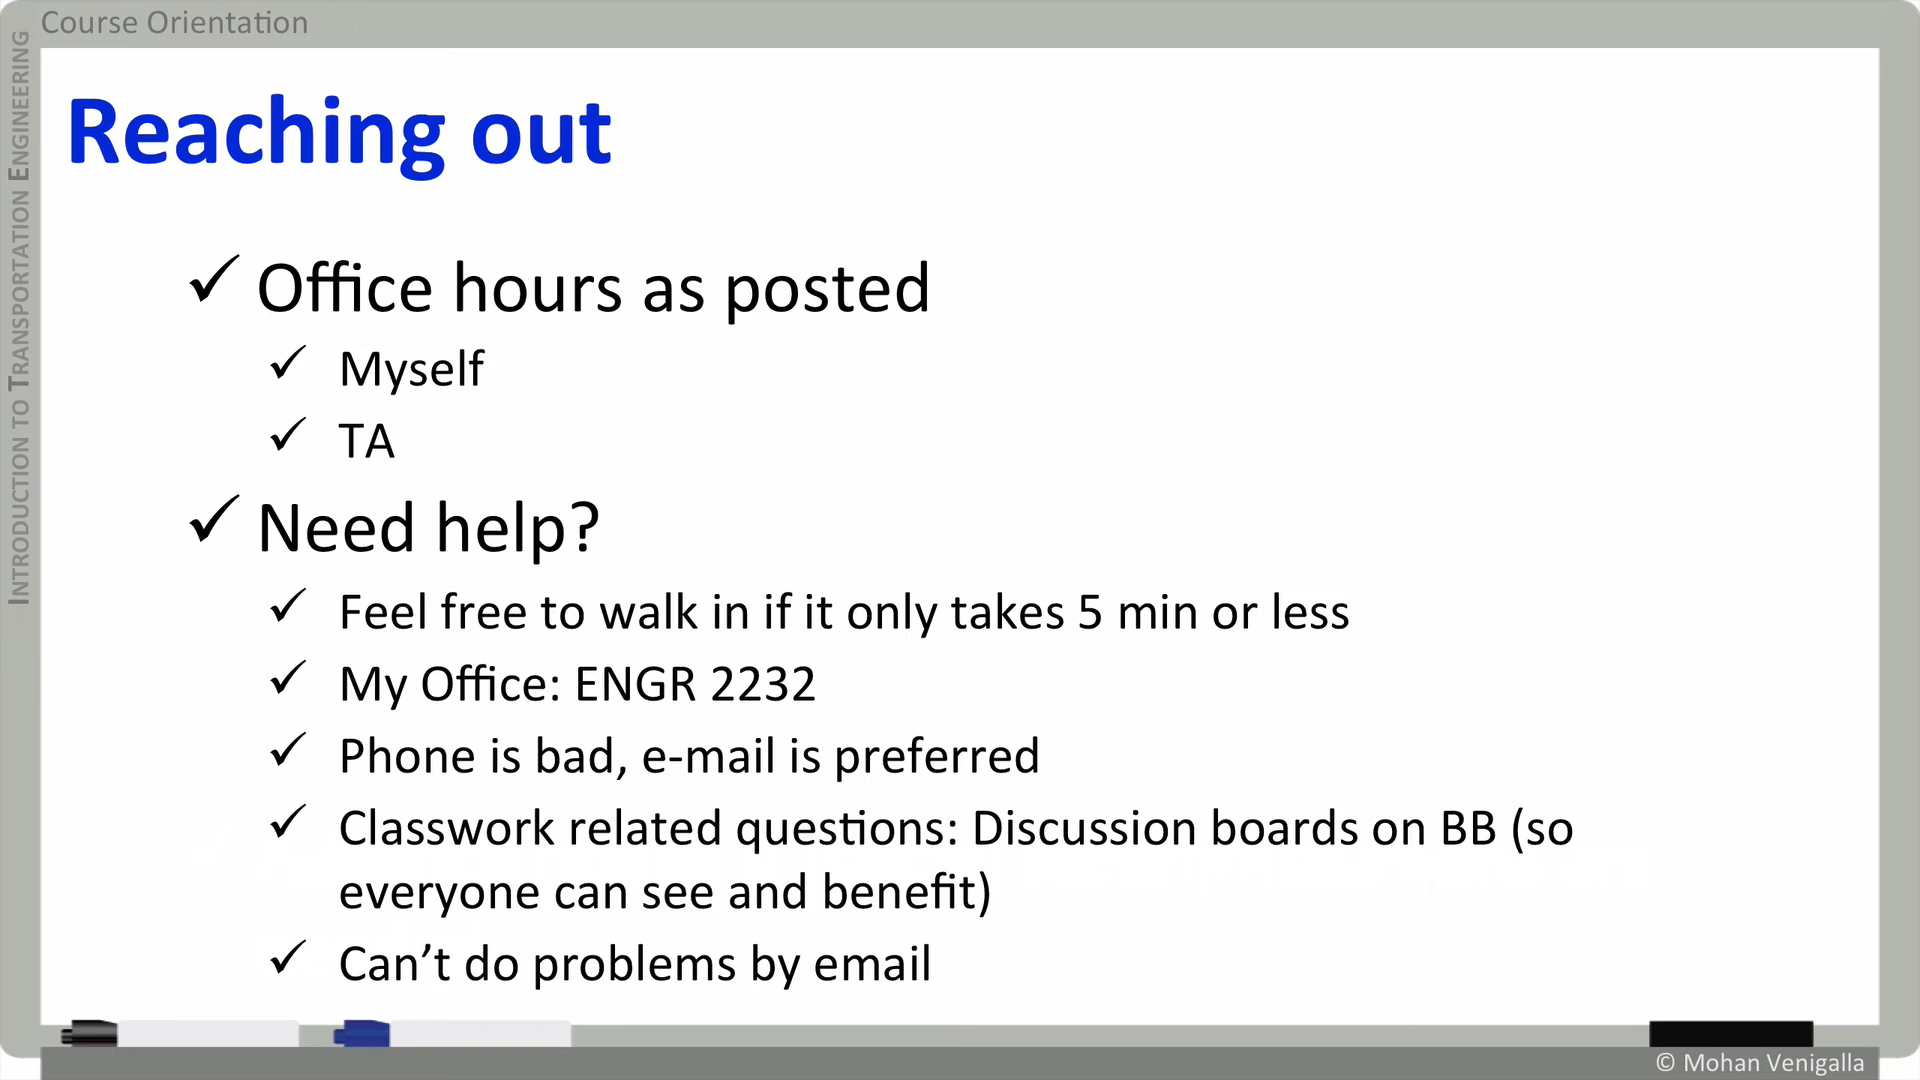 Course Orientation
INTRODUCTION TO TRANSPORTATION ENGINEERING
Reaching out
✓ Office hours as posted
✓ Myself
✓ TA
✓ Need help?
✓ Feel free to walk in if it only takes 5 min or less
✓ My Office: ENGR 2232
✓ Phone is bad, e-mail is preferred
✓ Classwork related questions: Discussion boards on BB (so
everyone can see and benefit)
✓ Can’t do problems by email
© Mohan Venigalla